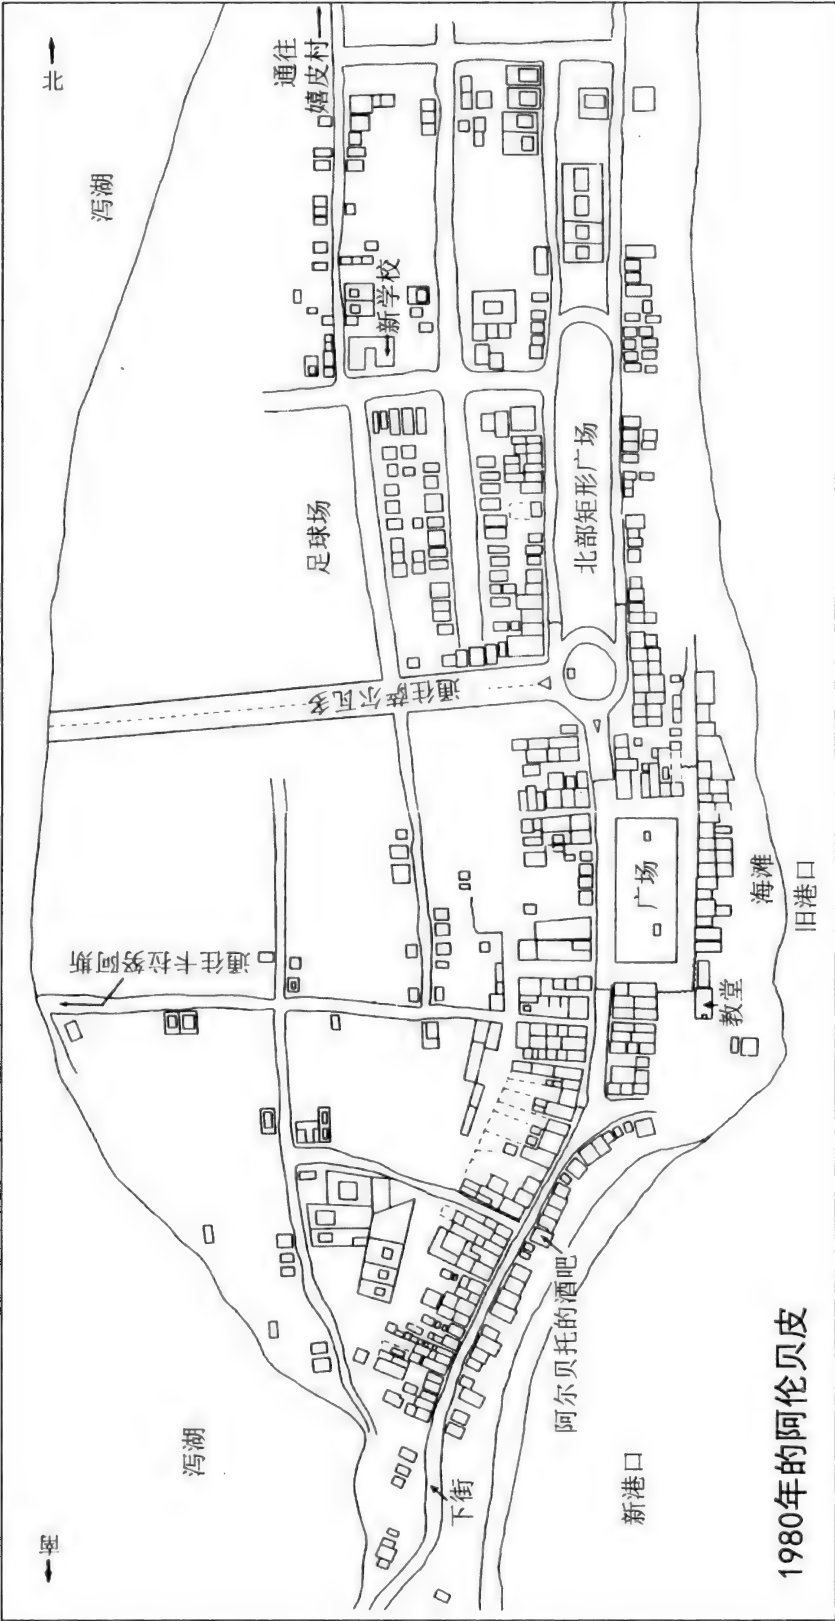 南
北
泻湖
泻湖
通往
嬉皮村
新学校
足球场
通往萨尔瓦多
通往卡拉努阿斯
北部矩形广场
广场
海滩
旧港口
教堂
阿尔贝托的酒吧
下街
新港口
1980年的阿伦贝皮